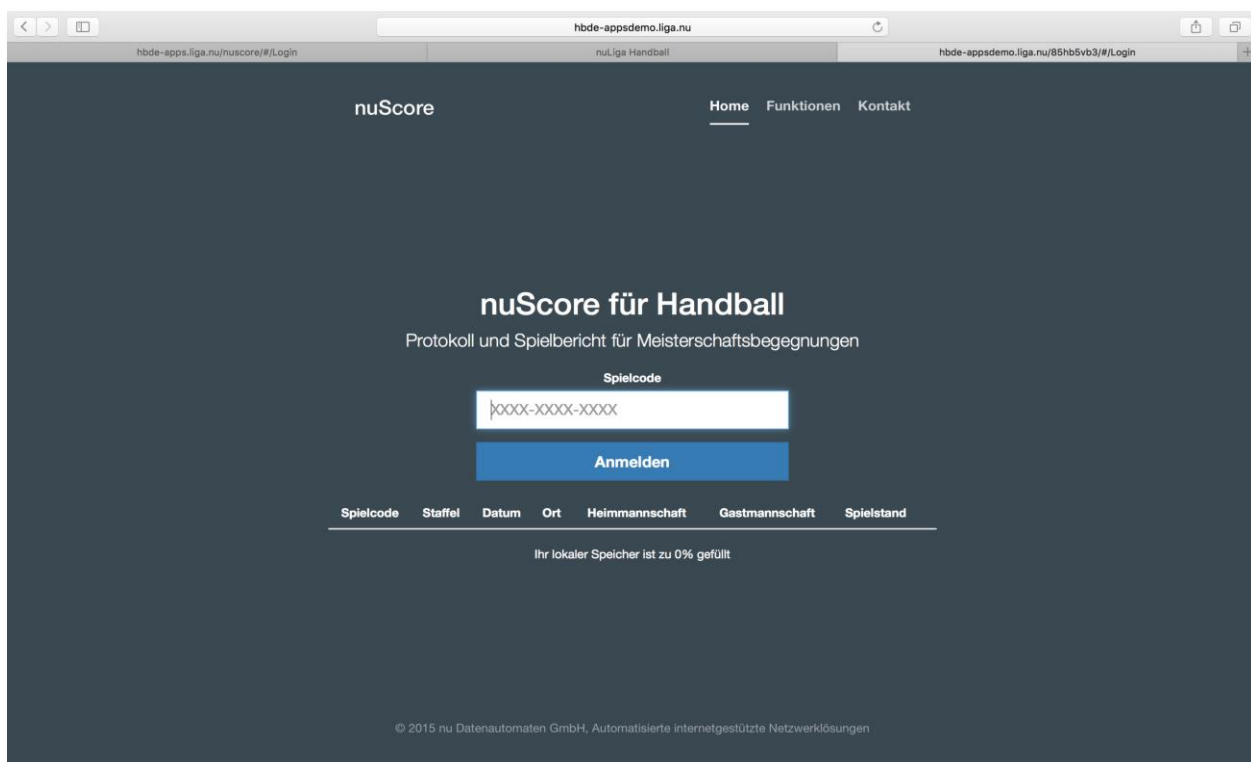 hbde-appsdemo.liga.nu
hbde-apps.liga.nu/nuscore/#/Login
nuLiga Handball
hbde-appsdemo.liga.nu/85hb5vb3/#/Login
nuScore
Home Funktionen Kontakt
nuScore für Handball
Protokoll und Spielbericht für Meisterschaftsbegegnungen
Spielcode
XXXX-XXXX-XXXX
Anmelden
Spielcode Staffel Datum Ort Heimmannschaft Gastmannschaft Spielstand
Ihr lokaler Speicher ist zu 0% gefüllt
© 2015 nu Datenautomaten GmbH, Automatisierte internetgestützte Netzwerklösungen